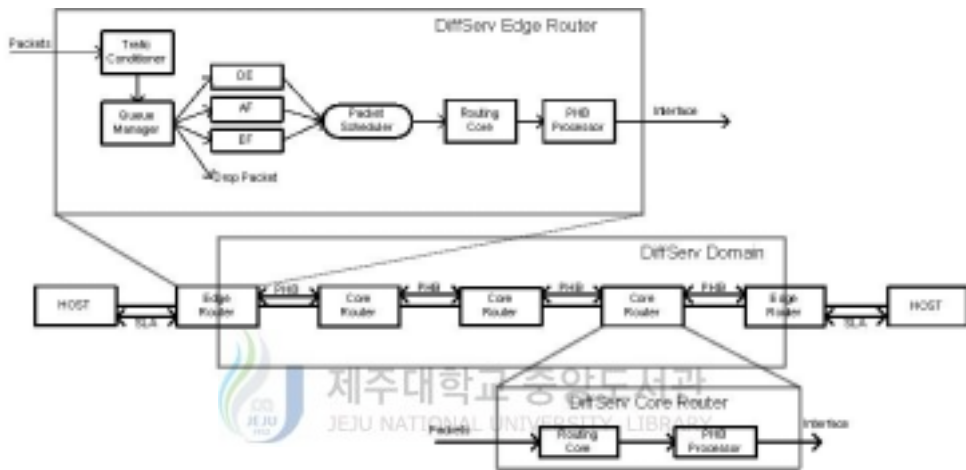 DiffServ Edge Router
Packets
Traffic
Conditioner
Queue
Manager
DE
AF
EF
Drop Packet
Packet
Scheduler
Routing
Core
PHB
Processor
Interface
DiffServ Domain
HOST
SLA
Edge
Router
PHB
Core
Router
PHB
Core
Router
PHB
Core
Router
PHB
Edge
Router
SLA
HOST
제주대학교 중앙도서관
JEJU NATIONAL UNIVERSITY LIBRARY
JEJU
1952
DiffServ Core Router
Packets
Routing
Core
PHB
Processor
Interface